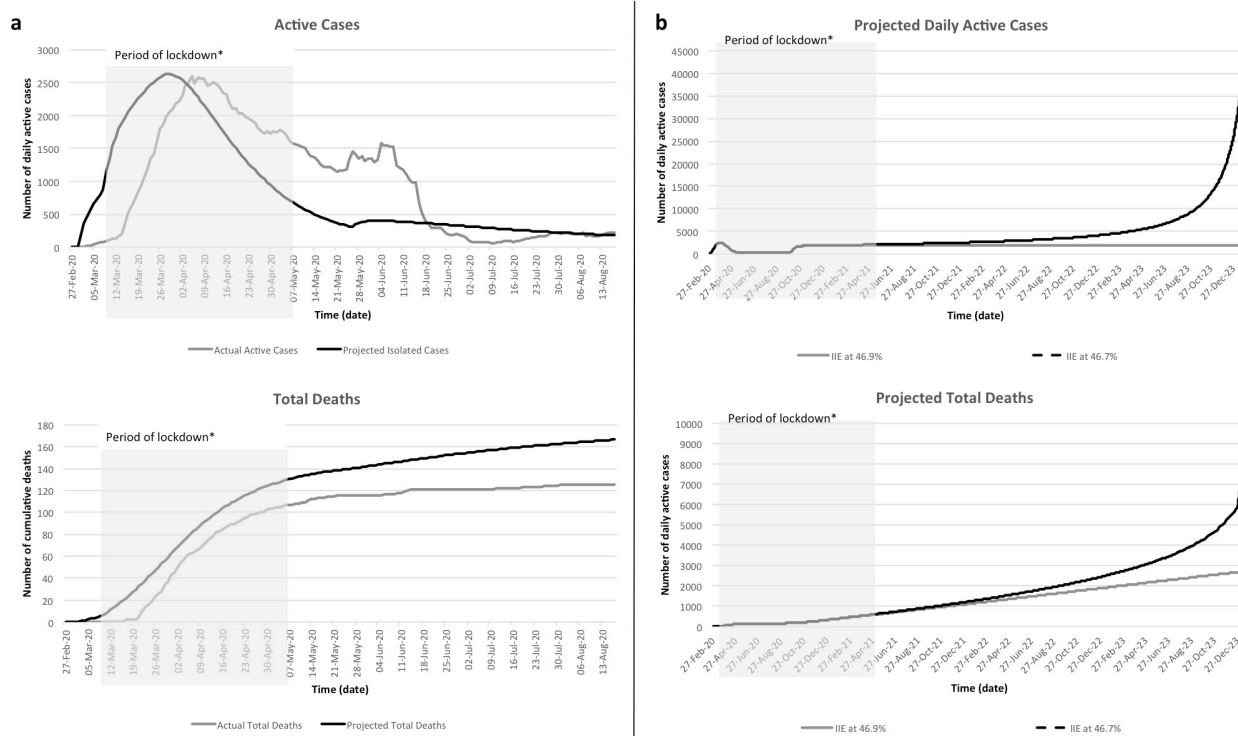 a
Active Cases
Period of lockdown*
Number of daily active cases
3000
2500
2000
1500
1000
500
0
27-Feb-20
05-Mar-20
12-Mar-20
19-Mar-20
26-Mar-20
02-Apr-20
09-Apr-20
16-Apr-20
23-Apr-20
30-Apr-20
07-May-20
14-May-20
21-May-20
28-May-20
04-Jun-20
11-Jun-20
18-Jun-20
25-Jun-20
02-Jul-20
09-Jul-20
16-Jul-20
23-Jul-20
30-Jul-20
06-Aug-20
13-Aug-20
Time (date)
Actual Active Cases
Projected Isolated Cases
Total Deaths
Period of lockdown*
Number of cumulative deaths
180
160
140
120
100
80
60
40
20
0
27-Feb-20
05-Mar-20
12-Mar-20
19-Mar-20
26-Mar-20
02-Apr-20
09-Apr-20
16-Apr-20
23-Apr-20
30-Apr-20
07-May-20
14-May-20
21-May-20
28-May-20
04-Jun-20
11-Jun-20
18-Jun-20
25-Jun-20
02-Jul-20
09-Jul-20
16-Jul-20
23-Jul-20
30-Jul-20
06-Aug-20
13-Aug-20
Time (date)
Actual Total Deaths
Projected Total Deaths
b
Projected Daily Active Cases
Period of lockdown*
Number of daily active cases
45000
40000
35000
30000
25000
20000
15000
10000
5000
0
27-Feb-20
27-Apr-20
27-Jun-20
27-Aug-20
27-Oct-20
27-Dec-20
27-Feb-21
27-Apr-21
27-Jun-21
27-Aug-21
27-Oct-21
27-Dec-21
27-Feb-22
27-Apr-22
27-Jun-22
27-Aug-22
27-Oct-22
27-Dec-22
27-Feb-23
27-Apr-23
27-Jun-23
27-Aug-23
27-Oct-23
27-Dec-23
Time (date)
IIE at 46.9%
IIE at 46.7%
Projected Total Deaths
Period of lockdown*
Number of daily active cases
10000
9000
8000
7000
6000
5000
4000
3000
2000
1000
0
27-Feb-20
27-Apr-20
27-Jun-20
27-Aug-20
27-Oct-20
27-Dec-20
27-Feb-21
27-Apr-21
27-Jun-21
27-Aug-21
27-Oct-21
27-Dec-21
27-Feb-22
27-Apr-22
27-Jun-22
27-Aug-22
27-Oct-22
27-Dec-22
27-Feb-23
27-Apr-23
27-Jun-23
27-Aug-23
27-Oct-23
27-Dec-23
Time (date)
IIE at 46.9%
IIE at 46.7%